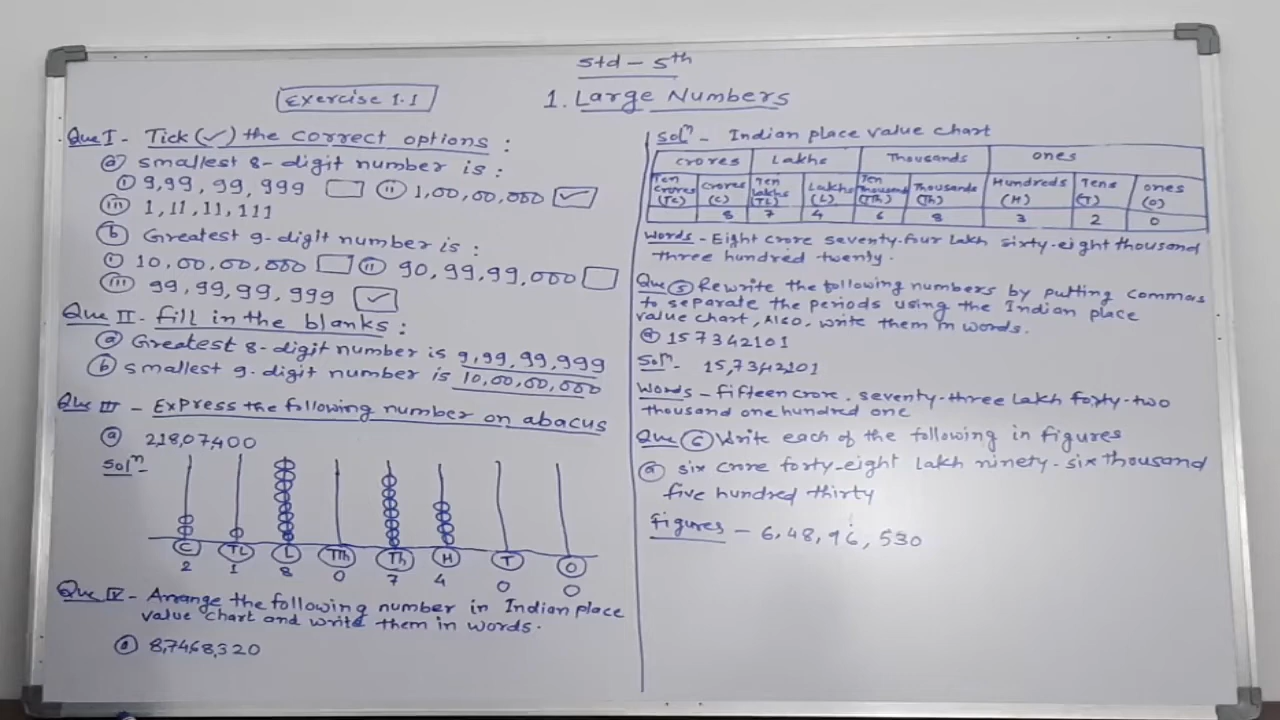 Std - 5th
Exercise 1.1
1. Large Numbers
Que I - Tick (✓) the correct options :
(a) smallest 8-digit number is :
(i) 9,99,99,999 (ii) 1,00,00,000 ✓
(iii) 1,11,11,111
(b) Greatest 9-digit number is :
(i) 10,00,00,000 (ii) 90,99,99,000
(iii) 99,99,99,999 ✓
Que II - fill in the blanks :
(a) Greatest 8-digit number is 9,99,99,999
(b) smallest 9-digit number is 10,00,00,000
Que III - Express the following number on abacus
(a) 218,07,400
Soln -
C TL L TTh Th H T O
2 1 8 0 7 4 0 0
Que IV - Arrange the following number in Indian place
value chart and write them in words.
(a) 8,7468,320
Soln - Indian place value chart
crores Lakhs Thousands ones
Ten Crores (TC) Crores (C) Ten Lakhs (TL) Lakhs (L) Ten Thousand (TTh) Thousands (Th) Hundreds (H) Tens (T) ones (O)
8 7 4 6 8 3 2 0
Words - Eight crore seventy-four lakh sixty-eight thousand
three hundred twenty.
Que (5) Rewrite the following numbers by putting commas
to separate the periods using the Indian place
value chart, Also, write them in words.
(a) 157342101
Soln - 15,7342101
Words - fifteen crore. seventy-three lakh forty-two
thousand one hundred one
Que (6) Write each of the following in figures
(a) six crore forty-eight lakh ninety-six thousand
five hundred thirty
Figures - 6,48,96,530